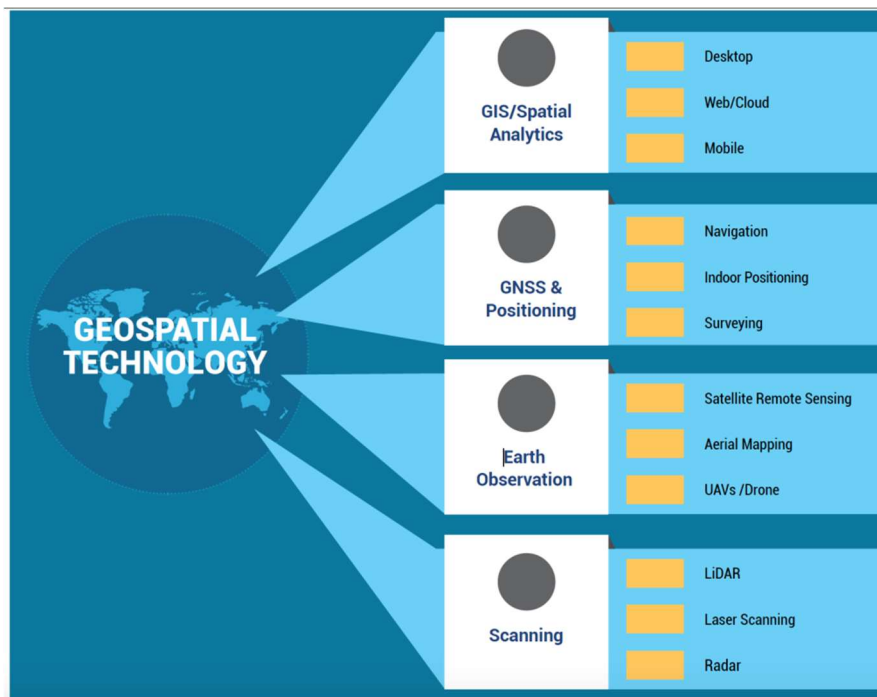 GEOSPATIAL
TECHNOLOGY
GIS/Spatial
Analytics
Desktop
Web/Cloud
Mobile
GNSS &
Positioning
Navigation
Indoor Positioning
Surveying
Earth
Observation
Satellite Remote Sensing
Aerial Mapping
UAVs /Drone
Scanning
LiDAR
Laser Scanning
Radar